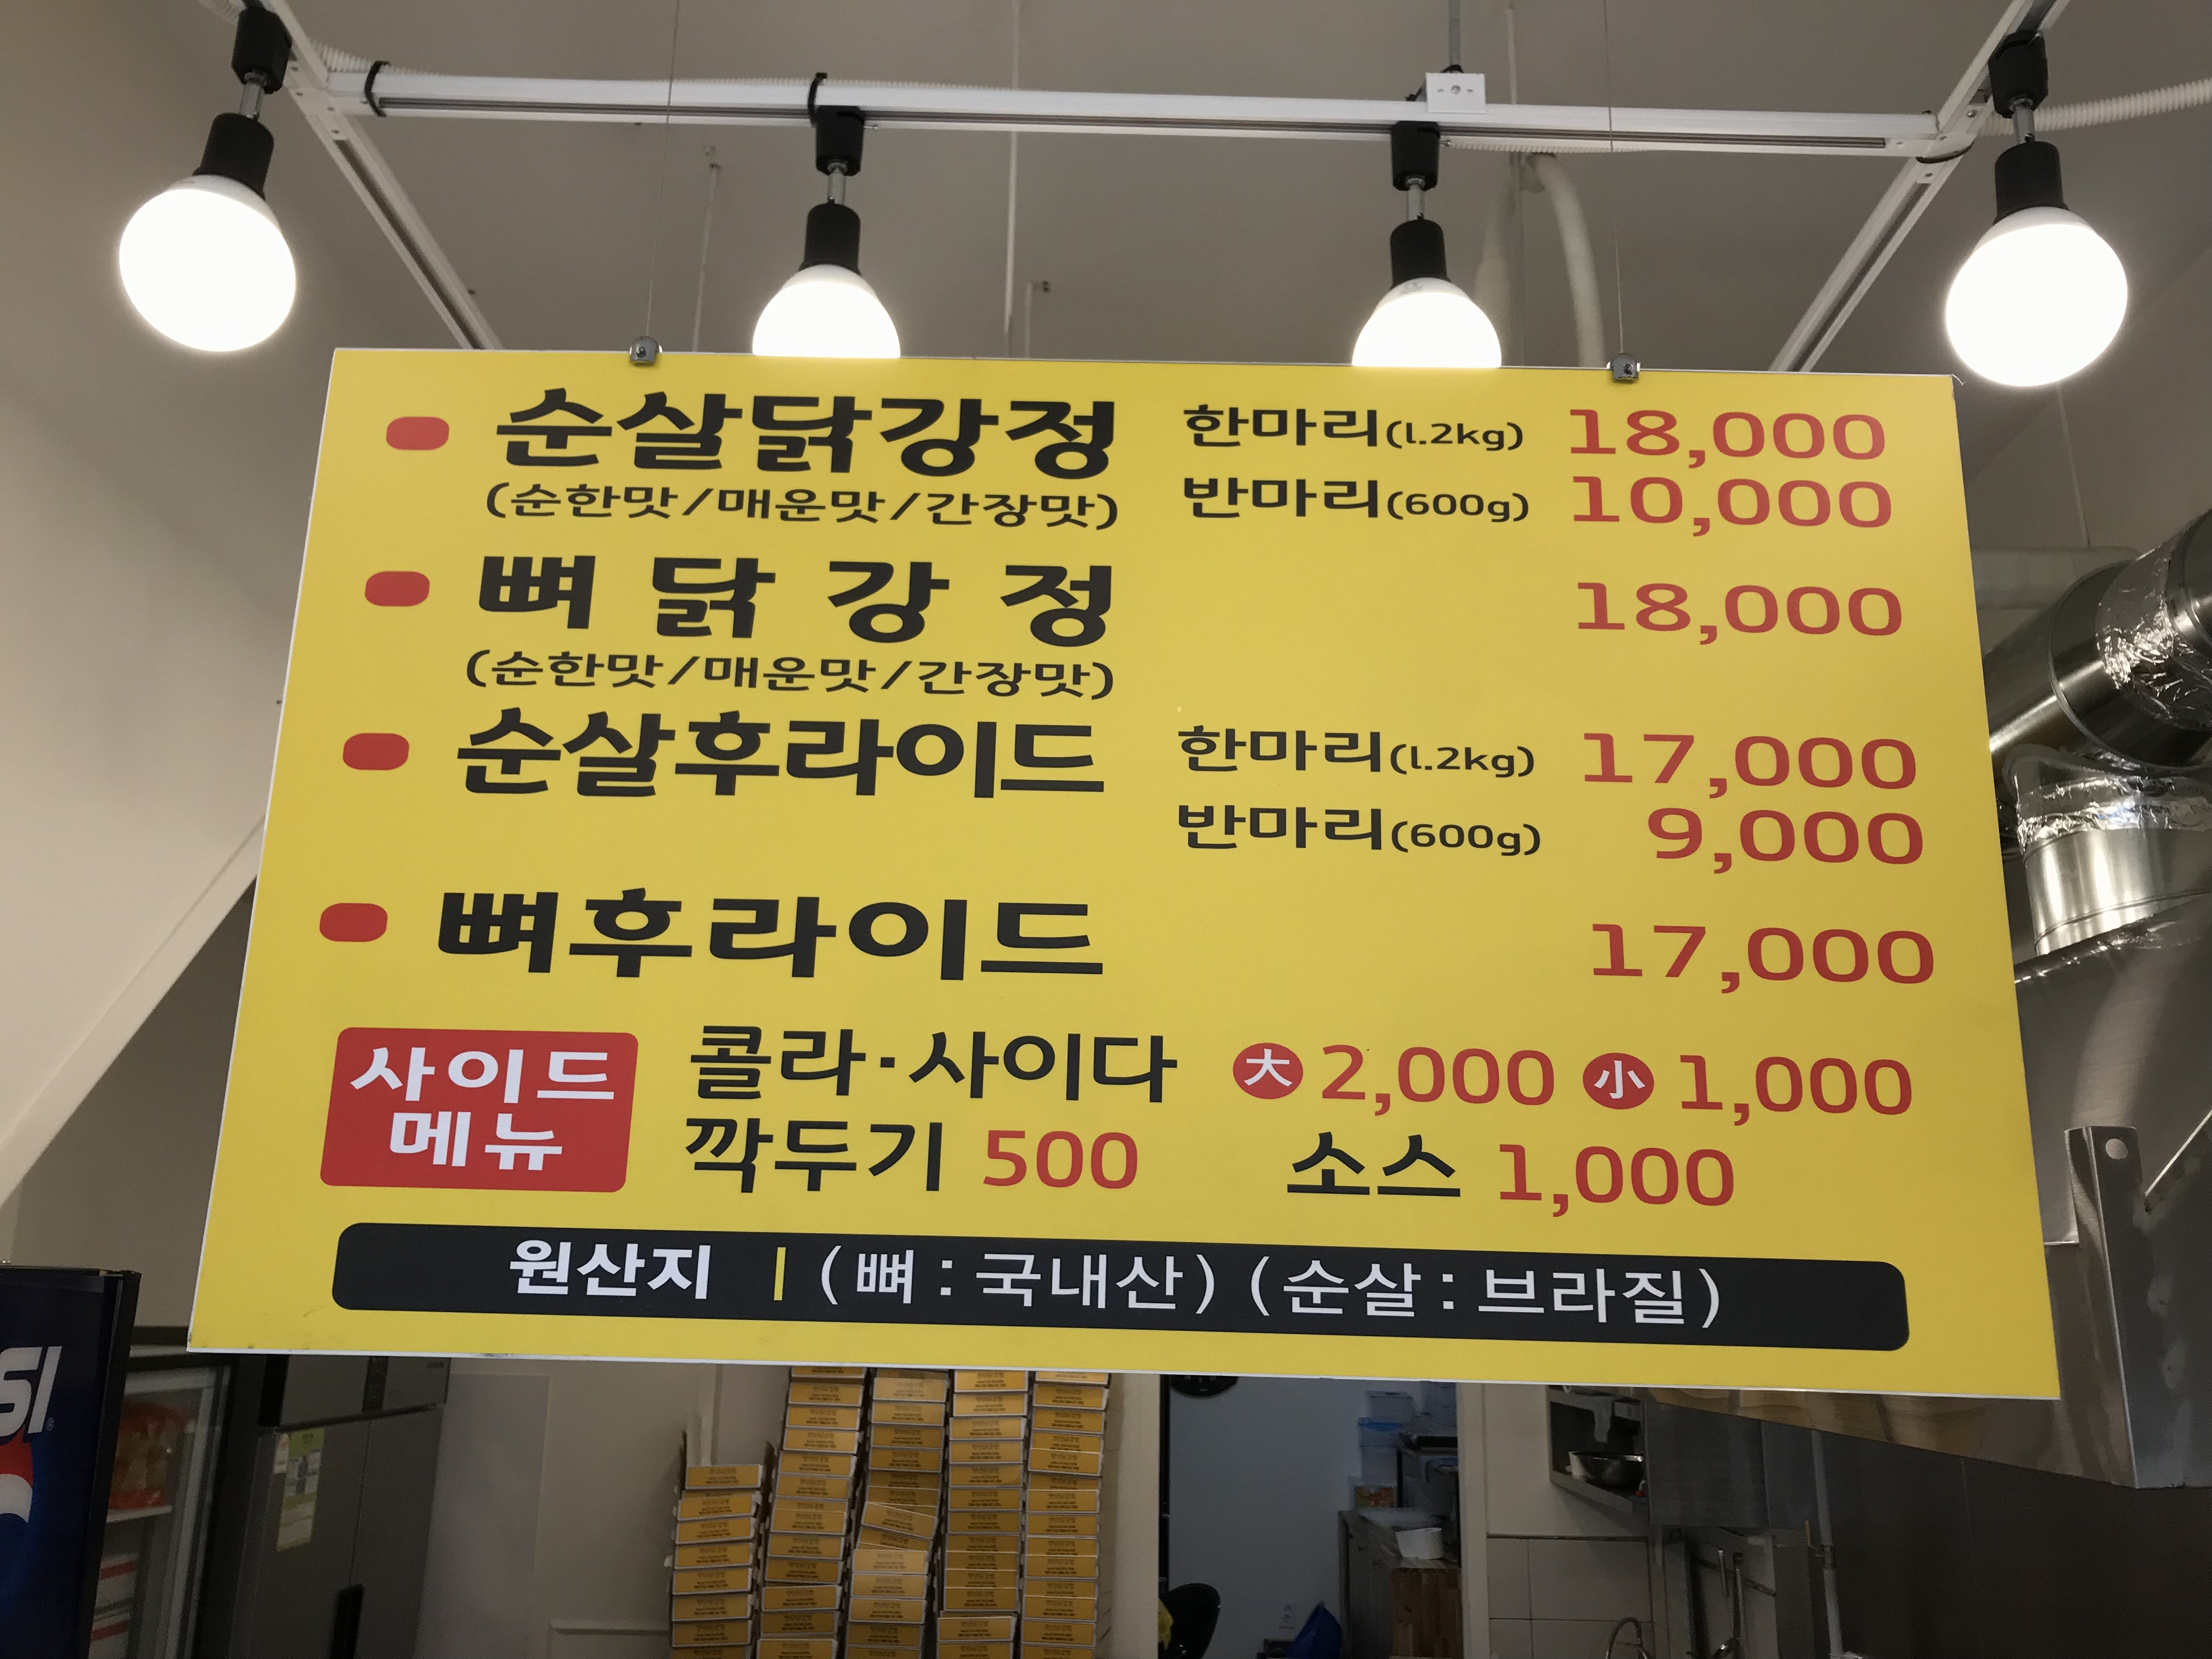 순살닭강정 한마리(1.2kg) 18,000
(순한맛/매운맛/간장맛) 반마리(600g) 10,000
뼈 닭 강 정 18,000
(순한맛/매운맛/간장맛)
순살후라이드 한마리(1.2kg) 17,000
반마리(600g) 9,000
뼈후라이드 17,000
사이드
메뉴
콜라·사이다 大 2,000 小 1,000
깍두기 500 소스 1,000
원산지 | (뼈:국내산) (순살:브라질)
SI